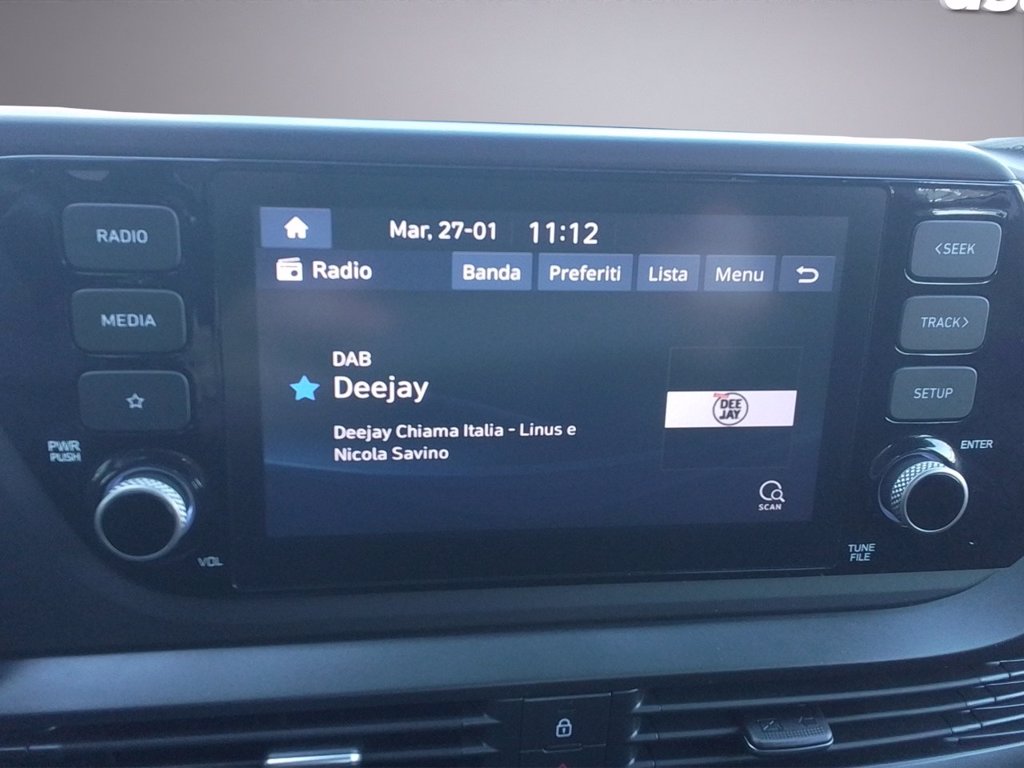 Mar, 27-01 11:12
Radio Banda Preferiti Lista Menu
DAB
Deejay
Deejay Chiama Italia - Linus e
Nicola Savino
DEE
JAY
SCAN
RADIO
MEDIA
PWR
PUSH
VOL
<SEEK
TRACK>
SETUP
ENTER
TUNE
FILE